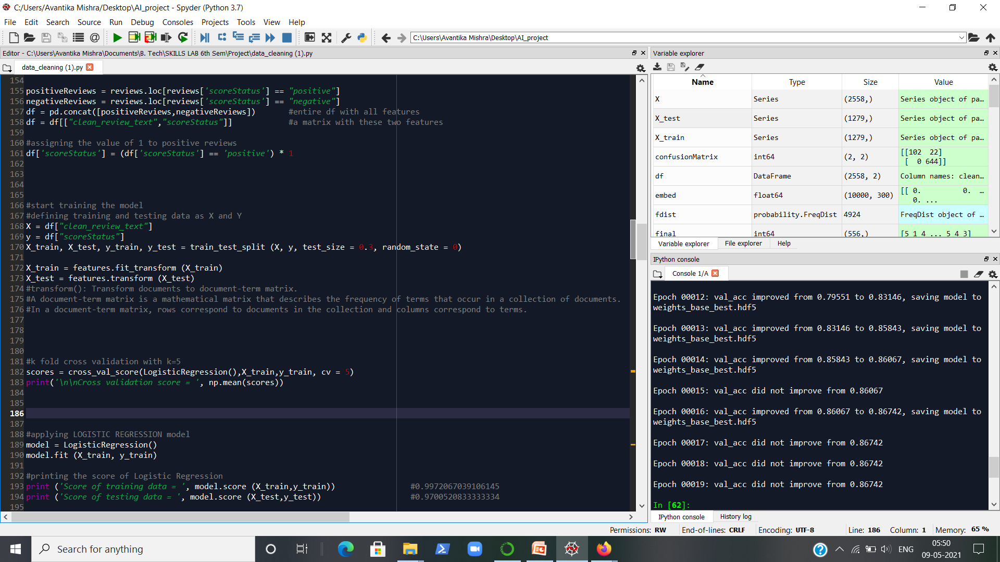 C:/Users/Avantika Mishra/Desktop\AI_project - Spyder (Python 3.7)
File Edit Search Source Run Debug Consoles Projects Tools View Help
C:\Users\Avantika Mishra\Desktop\AI_project
Editor - C:\Users\Avantika Mishra\Documents\B. Tech\SKILLS LAB 6th Sem\Project\data_cleaning (1).py
data_cleaning (1).py
154
155 positiveReviews = reviews.loc[reviews['scoreStatus'] == "positive"]
156 negativeReviews = reviews.loc[reviews['scoreStatus'] == "negative"]
157 df = pd.concat([positiveReviews,negativeReviews]) #entire df with all features
158 df = df[["clean_review_text","scoreStatus"]] #a matrix with these two features
159
160 #assigning the value of 1 to positive reviews
161 df['scoreStatus'] = (df['scoreStatus'] == 'positive') * 1
162
163
164
165
166 #start training the model
167 #defining training and testing data as X and Y
168 X = df["clean_review_text"]
169 y = df["scoreStatus"]
170 X_train, X_test, y_train, y_test = train_test_split (X, y, test_size = 0.3, random_state = 0)
171
172 X_train = features.fit_transform (X_train)
173 X_test = features.transform (X_test)
174 #transform(): Transform documents to document-term matrix.
175 #A document-term matrix is a mathematical matrix that describes the frequency of terms that occur in a collection of documents.
176 #In a document-term matrix, rows correspond to documents in the collection and columns correspond to terms.
177
178
179
180
181 #k fold cross validation with k=5
182 scores = cross_val_score(LogisticRegression(),X_train,y_train, cv = 5)
183 print('\n\nCross validation score = ', np.mean(scores))
184
185
186
187
188 #applying LOGISTIC REGRESSION model
189 model = LogisticRegression()
190 model.fit (X_train, y_train)
191
192 #printing the score of Logistic Regression
193 print ('Score of training data = ', model.score (X_train,y_train)) #0.9972067039106145
194 print ('Score of testing data = ', model.score (X_test,y_test)) #0.9700520833333334
195
Variable explorer
Name Type Size Value
X Series (2558,) Series object of pa…
X_test Series (1279,) Series object of pa…
X_train Series (1279,) Series object of pa…
confusionMatrix int64 (2, 2) [[102 22]
[ 0 644]]
df DataFrame (2558, 2) Column names: clean…
embed float64 (10000, 300) [[ 0. 0. …
0. ...
fdist probability.FreqDist 4924 FreqDist object of …
final int64 (556,) [5 1 4 ... 5 4 3]
Variable explorer File explorer Help
IPython console
Console 1/A
Epoch 00012: val_acc improved from 0.79551 to 0.83146, saving model to
weights_base_best.hdf5
Epoch 00013: val_acc improved from 0.83146 to 0.85843, saving model to
weights_base_best.hdf5
Epoch 00014: val_acc improved from 0.85843 to 0.86067, saving model to
weights_base_best.hdf5
Epoch 00015: val_acc did not improve from 0.86067
Epoch 00016: val_acc improved from 0.86067 to 0.86742, saving model to
weights_base_best.hdf5
Epoch 00017: val_acc did not improve from 0.86742
Epoch 00018: val_acc did not improve from 0.86742
Epoch 00019: val_acc did not improve from 0.86742
In [62]:
IPython console History log
Permissions: RW End-of-lines: CRLF Encoding: UTF-8 Line: 186 Column: 1 Memory: 65 %
Search for anything
ENG
05:50
09-05-2021